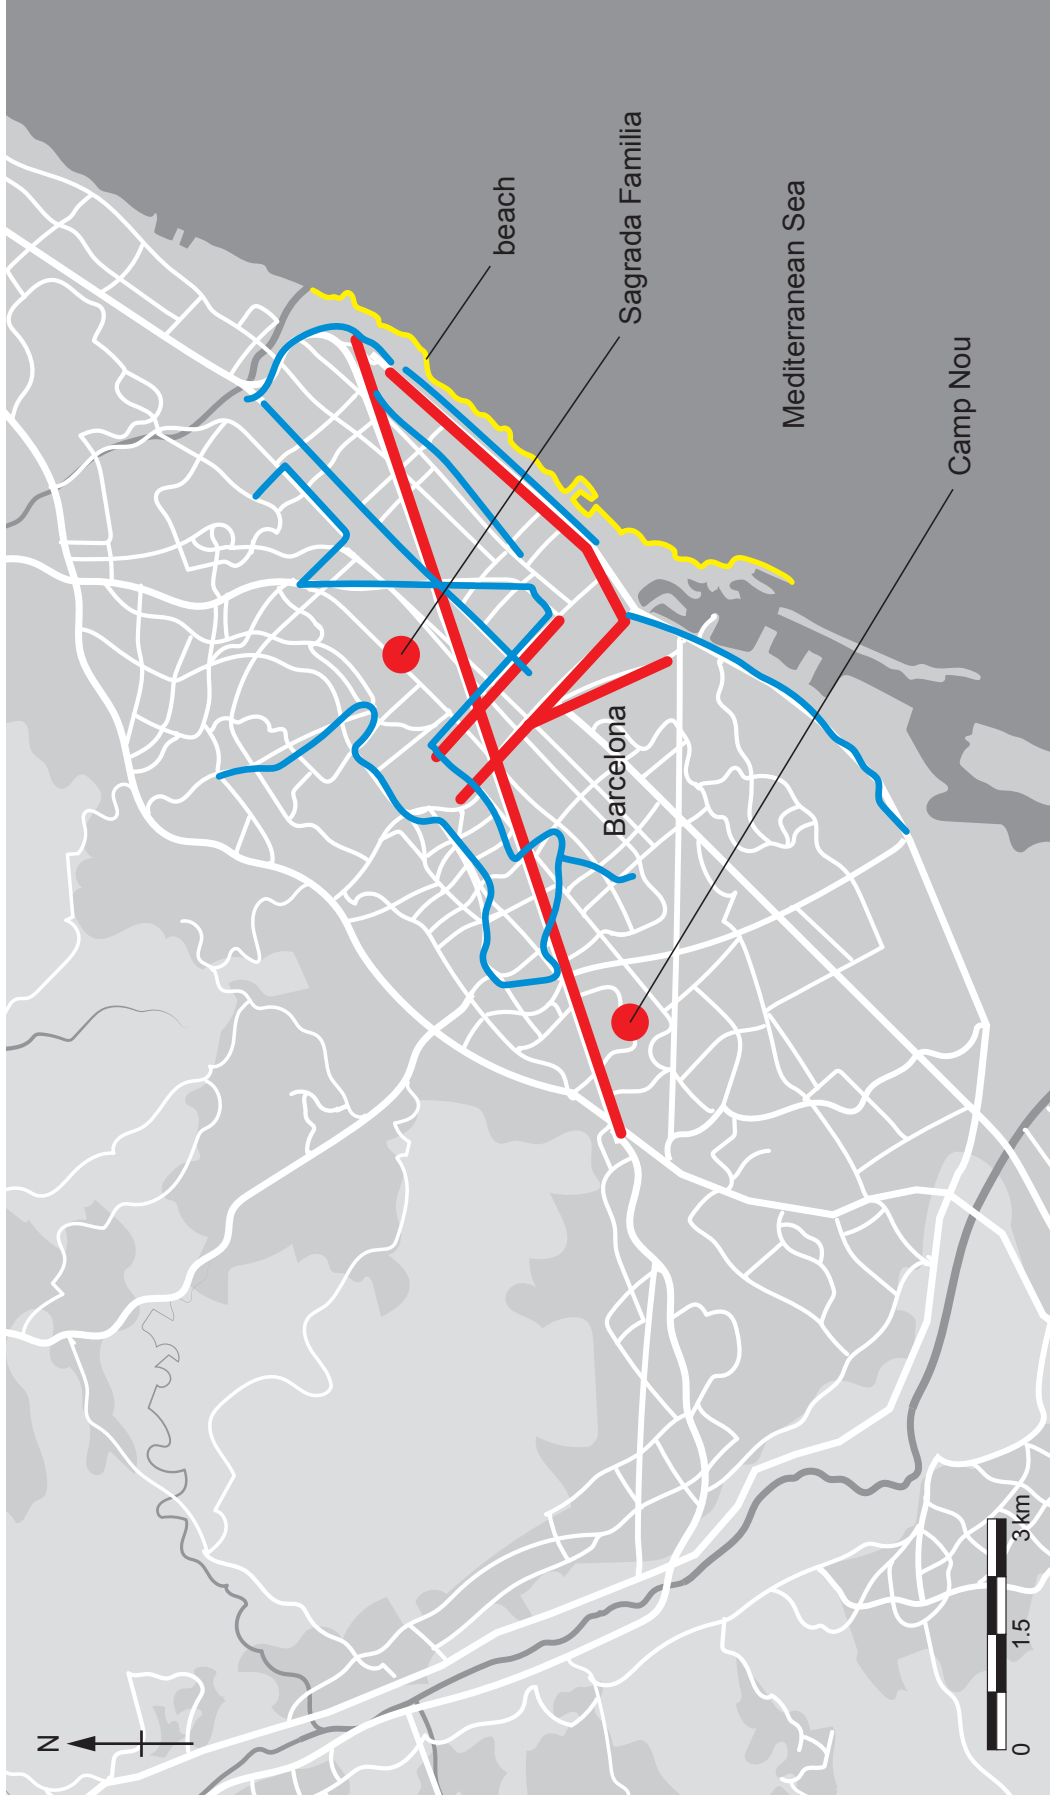 N
beach
Sagrada Familia
Mediterranean Sea
Camp Nou
Barcelona
0 1.5 3 km